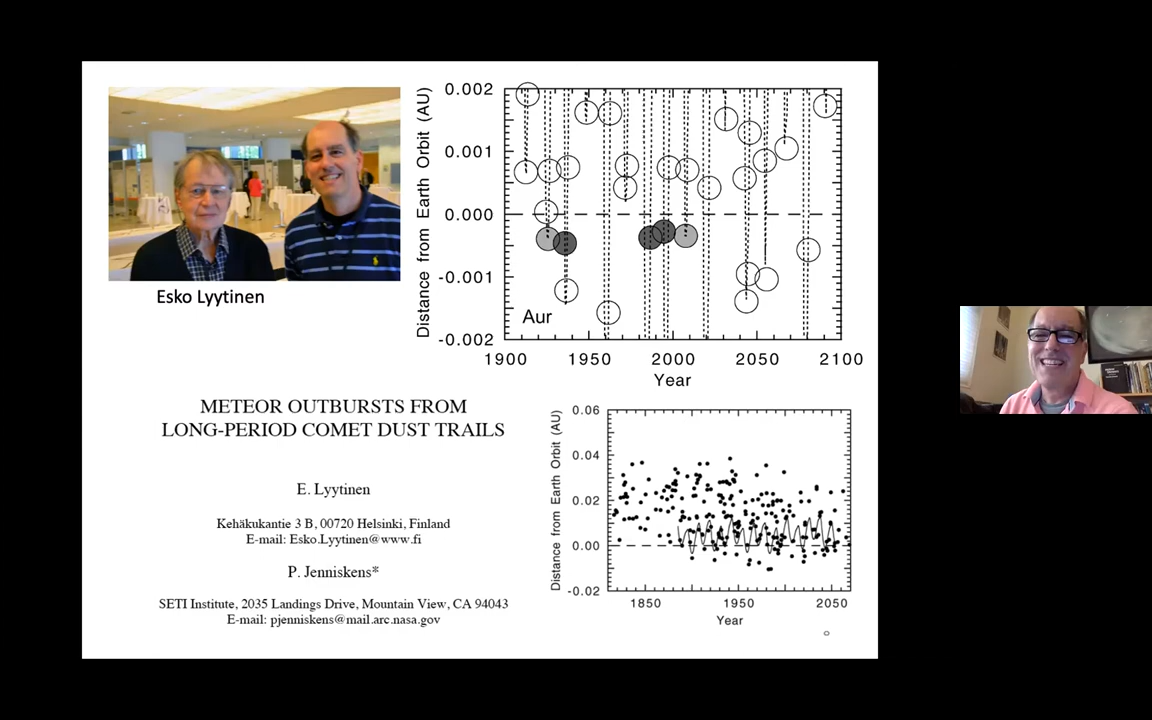 Esko Lyytinen
Distance from Earth Orbit (AU)
0.002
0.001
0.000
-0.001
-0.002
Aur
1900
1950
2000
2050
2100
Year
METEOR OUTBURSTS FROM
LONG-PERIOD COMET DUST TRAILS
E. Lyytinen
Kehäkukantie 3 B, 00720 Helsinki, Finland
E-mail: Esko.Lyytinen@www.fi
P. Jenniskens*
SETI Institute, 2035 Landings Drive, Mountain View, CA 94043
E-mail: pjenniskens@mail.arc.nasa.gov
Distance from Earth Orbit (AU)
0.06
0.04
0.02
0.00
-0.02
1850
1950
2050
Year